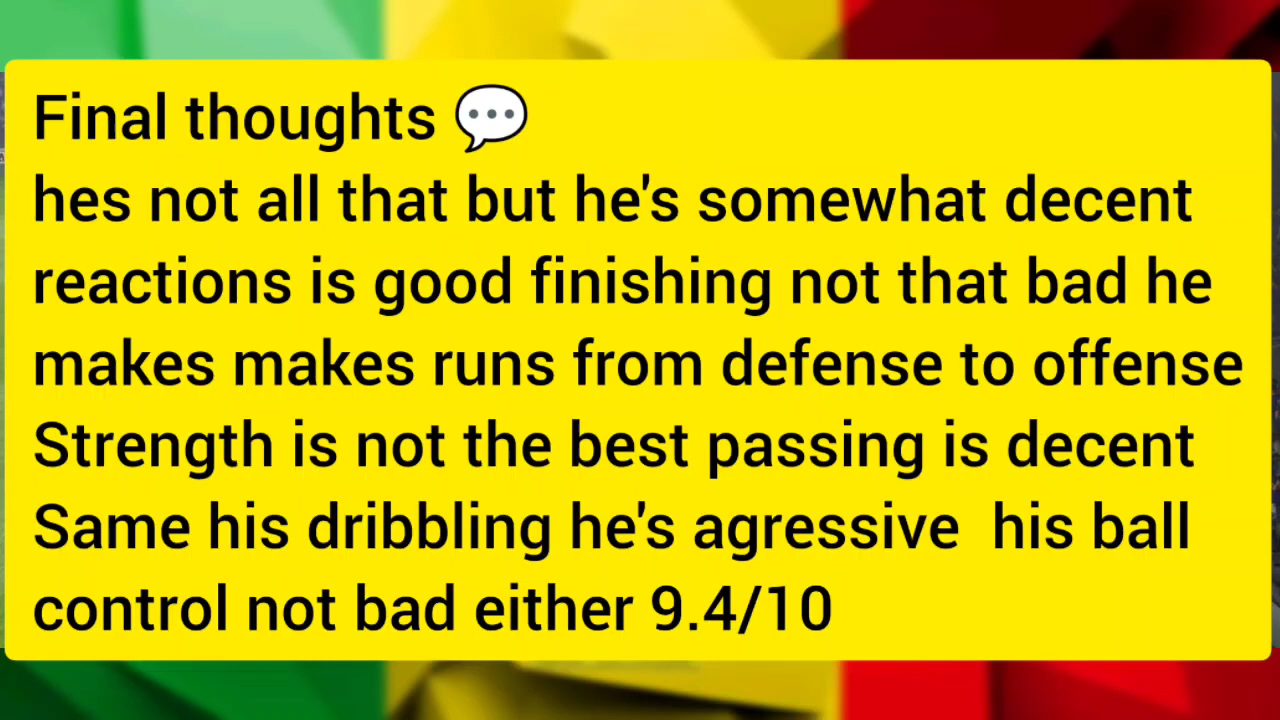 Final thoughts 💬
hes not all that but he's somewhat decent
reactions is good finishing not that bad he
makes makes runs from defense to offense
Strength is not the best passing is decent
Same his dribbling he's agressive  his ball
control not bad either 9.4/10